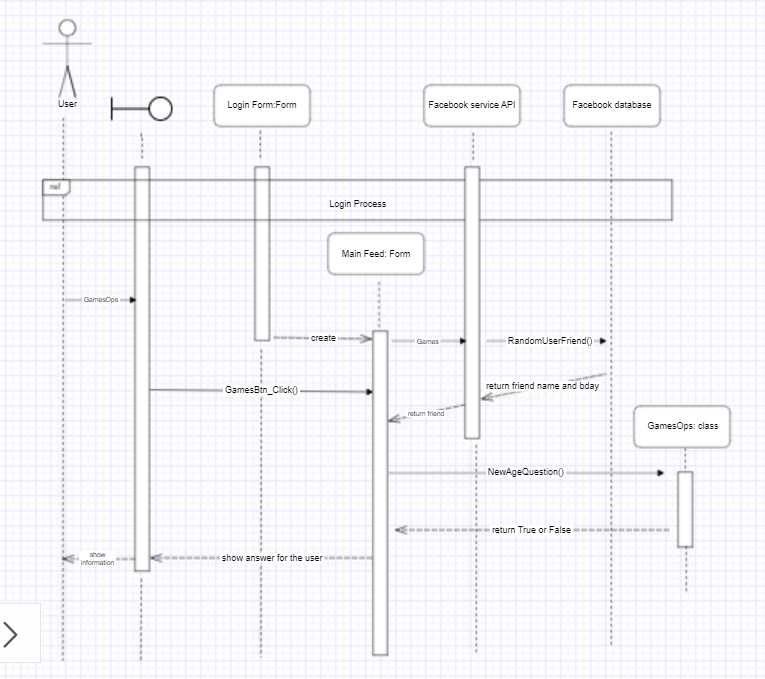 User
Login Form:Form
Facebook service API
Facebook database
ref
Login Process
Main Feed: Form
GamesOps
create
Games
RandomUserFriend()
return friend name and bday
GamesBtn_Click()
return friend
GamesOps: class
NewAgeQuestion()
return True or False
show
information
show answer for the user